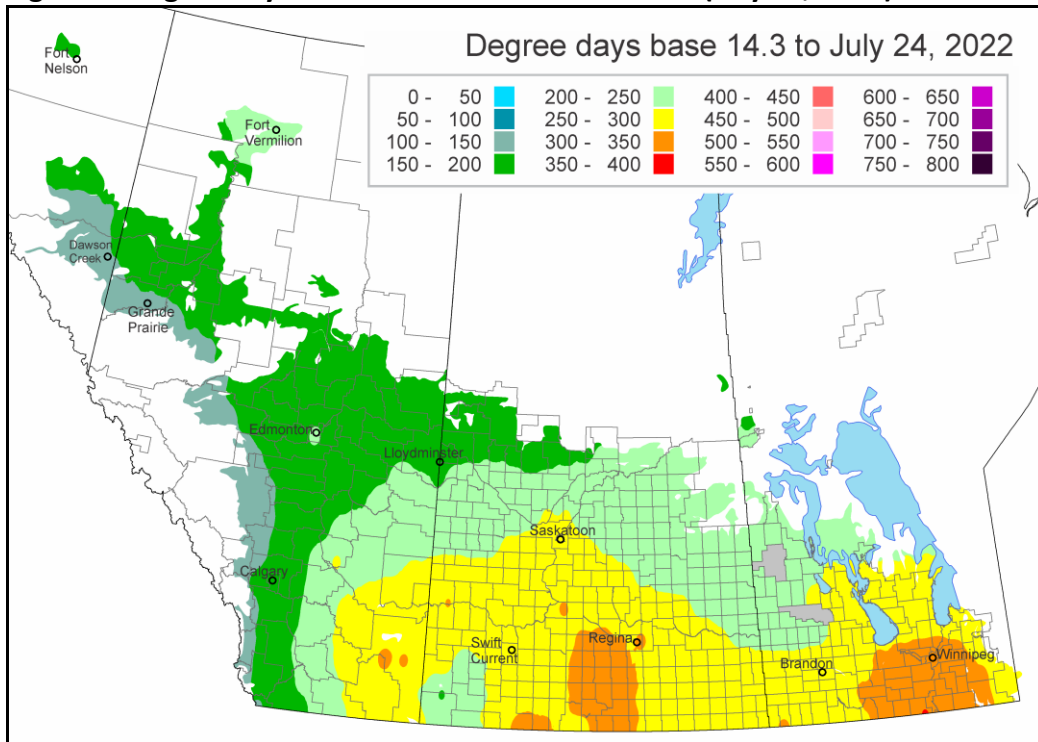 Degree days base 14.3 to July 24, 2022
0 - 50 200 - 250 400 - 450 600 - 650
50 - 100 250 - 300 450 - 500 650 - 700
100 - 150 300 - 350 500 - 550 700 - 750
150 - 200 350 - 400 550 - 600 750 - 800
Fort
Nelson
Fort
Vermilion
Dawson
Creek
Grande
Prairie
Edmonton
Lloydminster
Saskatoon
Calgary
Swift
Current
Regina
Brandon
Winnipeg